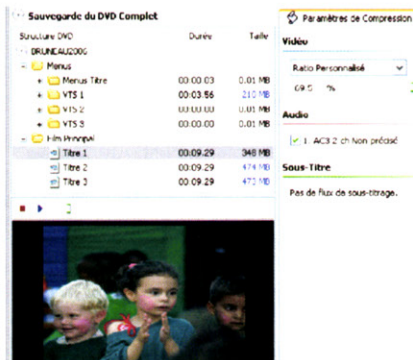 Sauvegarde du DVD Complet
Structure DVD Durée Taille
BRUNEAU2006
Menus
Menus Titre 00:00.03 0.01 MB
VTS 1 00:03.56 210 MB
VTS 2 00:00.00 0.01 MB
VTS 3 00:00.00 0.01 MB
Film Principal
Titre 1 00:09.29 348 MB
Titre 2 00:09.29 474 MB
Titre 3 00:09.29 473 MB
Paramètres de Compression
Vidéo
Ratio Personnalisé
69.5 %
Audio
1. AC3 2 ch Non précisé
Sous-Titre
Pas de flux de sous-titrage.